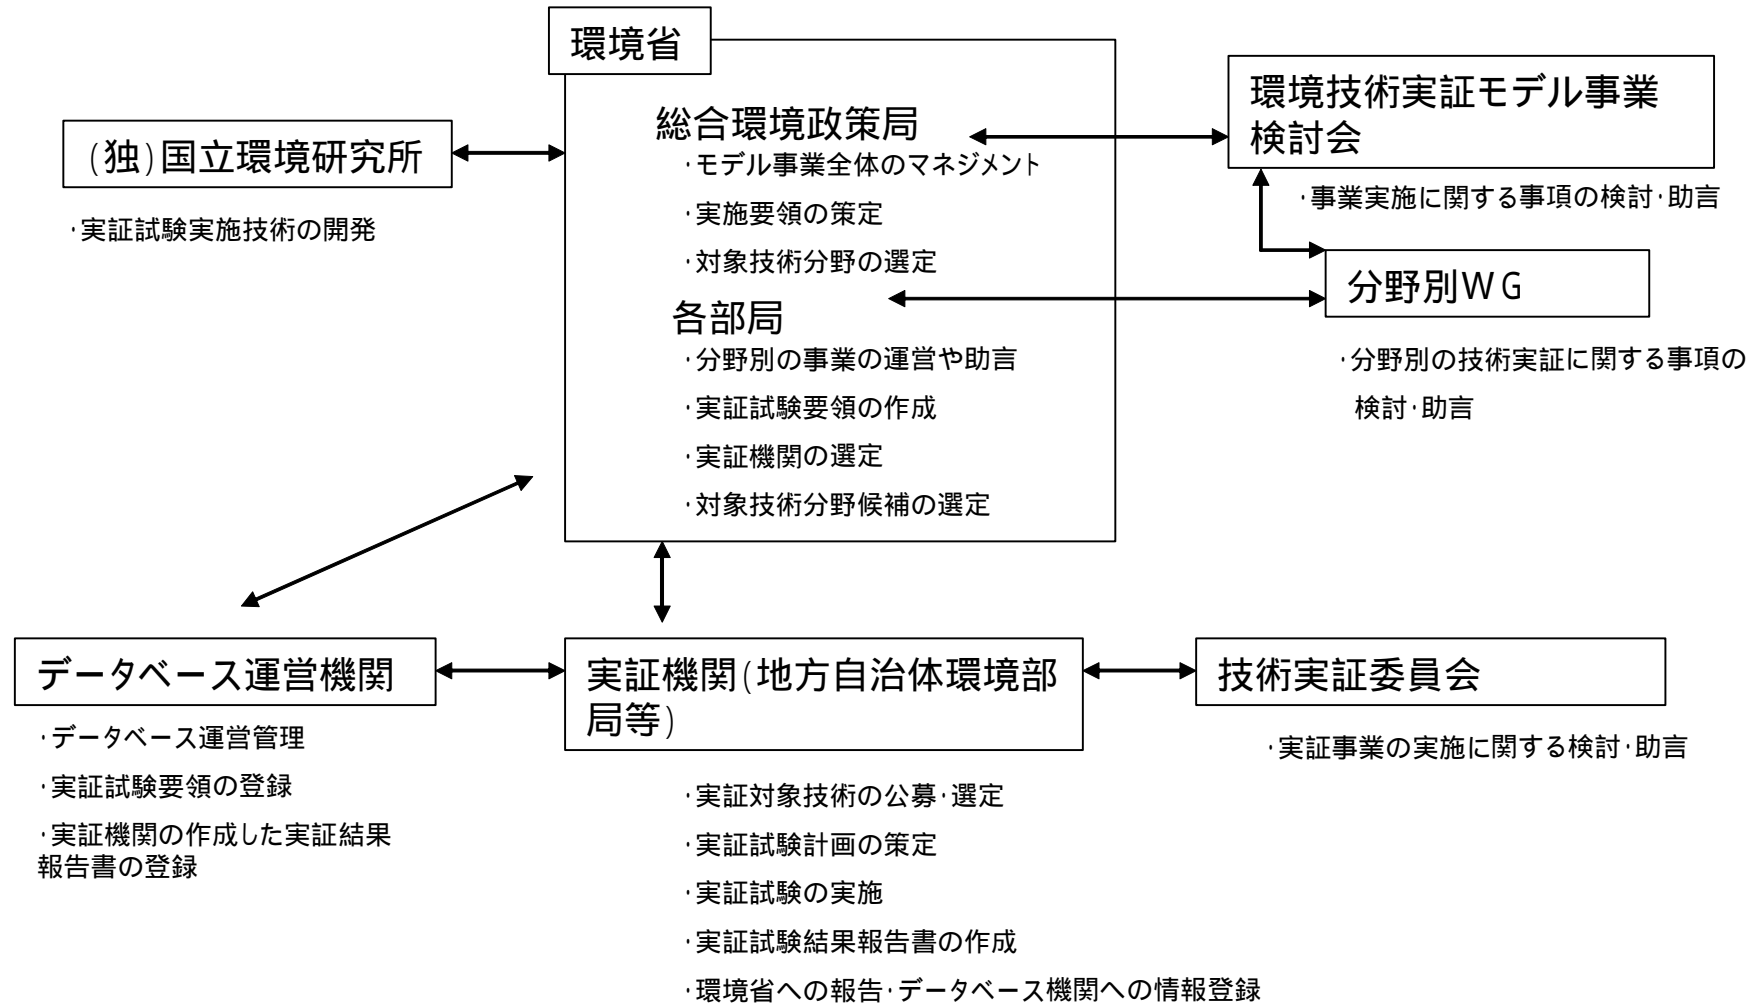 環境省
総合環境政策局
・モデル事業全体のマネジメント
・実施要領の策定
・対象技術分野の選定
各部局
・分野別の事業の運営や助言
・実証試験要領の作成
・実証機関の選定
・対象技術分野候補の選定
(独)国立環境研究所
・実証試験実施技術の開発
環境技術実証モデル事業
検討会
・事業実施に関する事項の検討・助言
分野別WG
・分野別の技術実証に関する事項の
検討・助言
データベース運営機関
・データベース運営管理
・実証試験要領の登録
・実証機関の作成した実証結果
報告書の登録
実証機関(地方自治体環境部
局等)
・実証対象技術の公募・選定
・実証試験計画の策定
・実証試験の実施
・実証試験結果報告書の作成
・環境省への報告・データベース機関への情報登録
技術実証委員会
・実証事業の実施に関する検討・助言